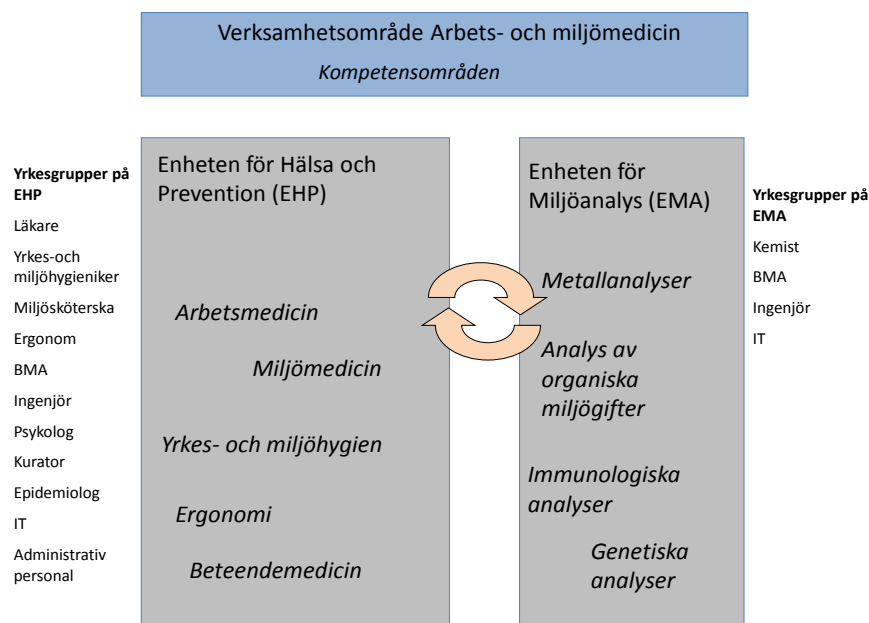 Verksamhetsområde Arbets- och miljömedicin
Kompetensområden
Yrkesgrupper på
EHP
Läkare
Yrkes-och
miljöhygieniker
Miljösköterska
Ergonom
BMA
Ingenjör
Psykolog
Kurator
Epidemiolog
IT
Administrativ
personal
Enheten för Hälsa och
Prevention (EHP)
Arbetsmedicin
Miljömedicin
Yrkes- och miljöhygien
Ergonomi
Beteendemedicin
Enheten för
Miljöanalys (EMA)
Metallanalyser
Analys av
organiska
miljögifter
Immunologiska
analyser
Genetiska
analyser
Yrkesgrupper på
EMA
Kemist
BMA
Ingenjör
IT